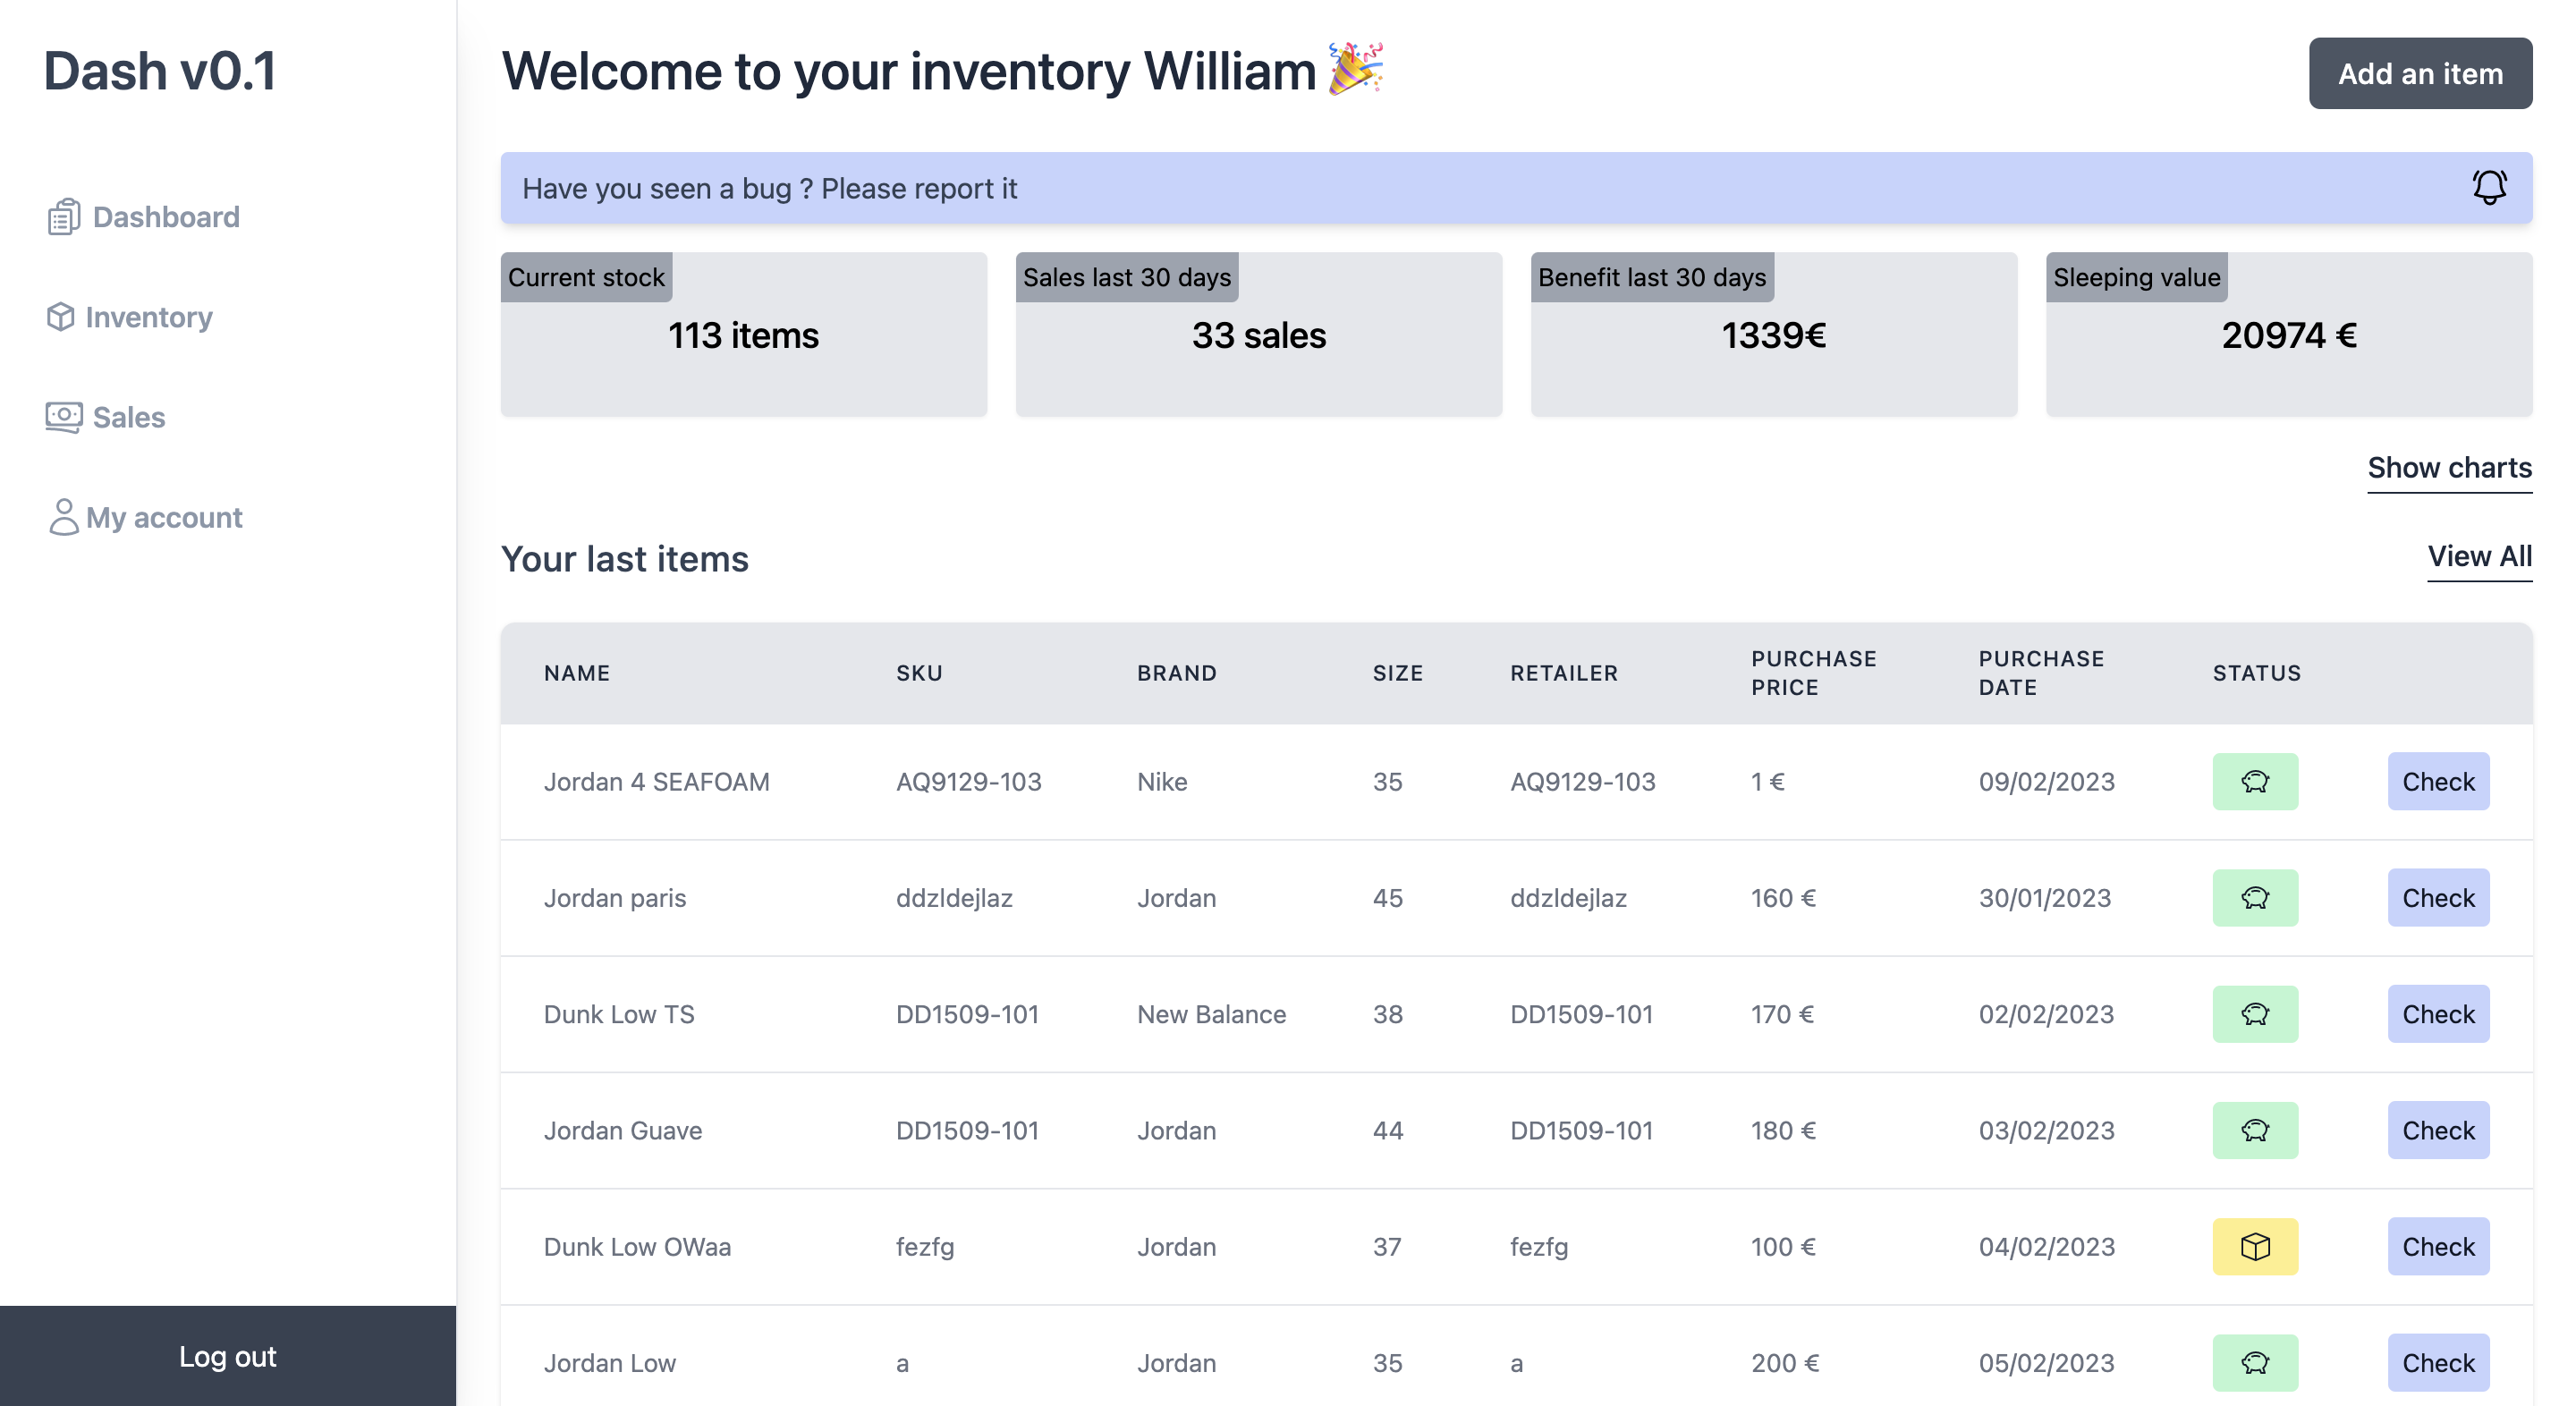 Dash v0.1
Dashboard
Inventory
Sales
My account
Log out
Welcome to your inventory William
Add an item
Have you seen a bug ? Please report it
Current stock
113 items
Sales last 30 days
33 sales
Benefit last 30 days
1339€
Sleeping value
20974 €
Show charts
Your last items
View All
NAME SKU BRAND SIZE RETAILER PURCHASE PRICE PURCHASE DATE STATUS
Jordan 4 SEAFOAM AQ9129-103 Nike 35 AQ9129-103 1 € 09/02/2023 Check
Jordan paris ddzldejlaz Jordan 45 ddzldejlaz 160 € 30/01/2023 Check
Dunk Low TS DD1509-101 New Balance 38 DD1509-101 170 € 02/02/2023 Check
Jordan Guave DD1509-101 Jordan 44 DD1509-101 180 € 03/02/2023 Check
Dunk Low OWaa fezfg Jordan 37 fezfg 100 € 04/02/2023 Check
Jordan Low a Jordan 35 a 200 € 05/02/2023 Check